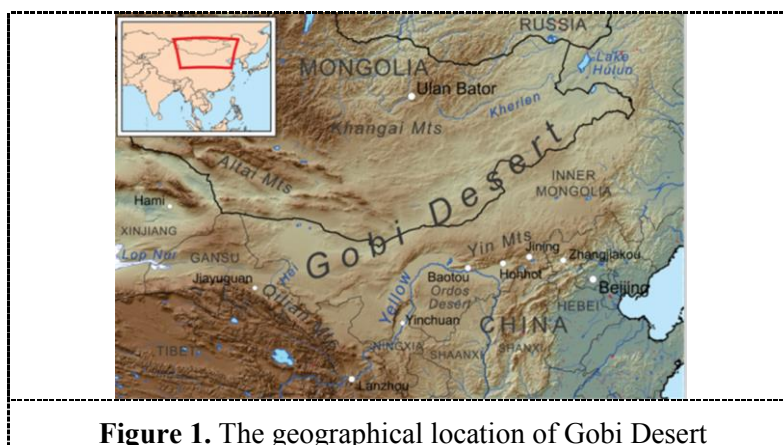 RUSSIA
MONGOLIA
Lake
Hulun
Ulan Bator
Kherlen
Khangai Mts
Altai Mts
Gobi Desert
INNER
MONGOLIA
Hami
XINJIANG
Lop Nur
GANSU
Jiayuguan
Hei
Qilian Mts
Yin Mts
Jining
Zhangjiakou
Baotou
Hohhot
Ordos
Desert
Yellow
Beijing
HEBEI
CHINA
Yinchuan
NINGXIA
SHAANXI
SHANXI
TIBET
Lanzhou
Figure 1. The geographical location of Gobi Desert